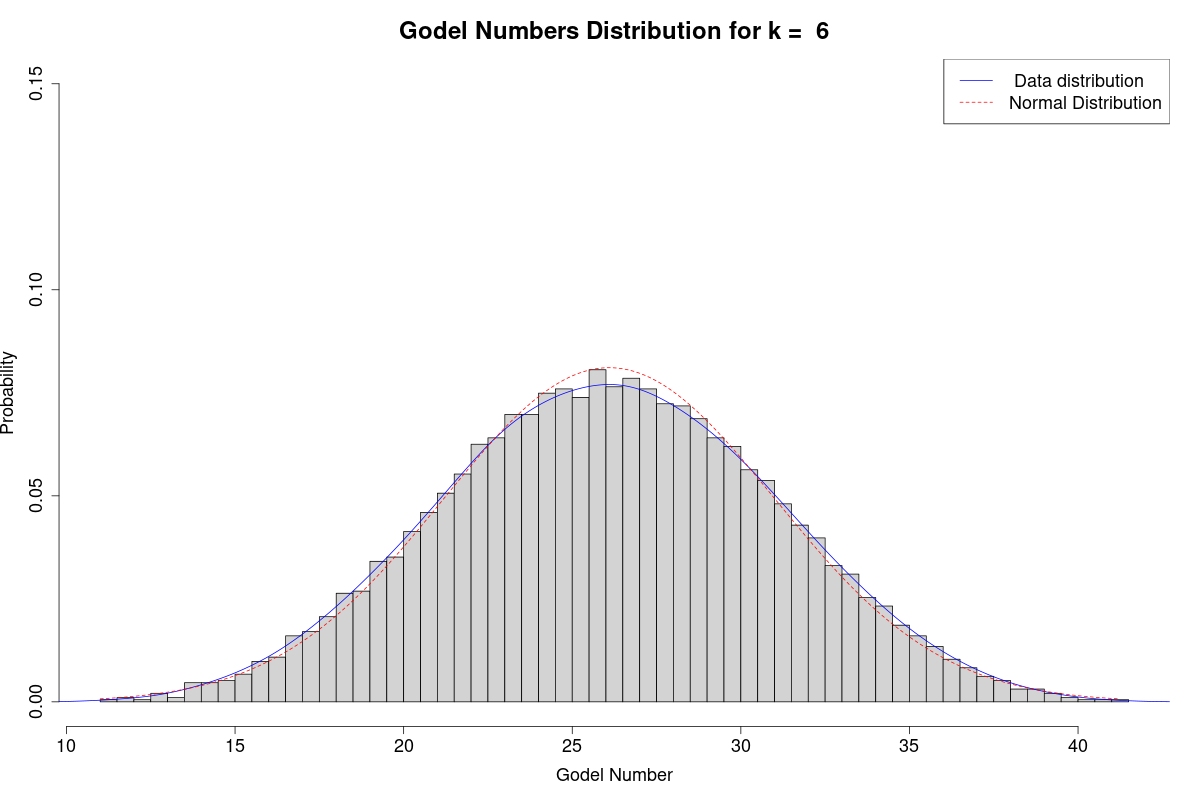 Godel Numbers Distribution for k =  6
Data distribution
Normal Distribution
Probability
0.15
0.10
0.05
0.00
10 15 20 25 30 35 40
Godel Number